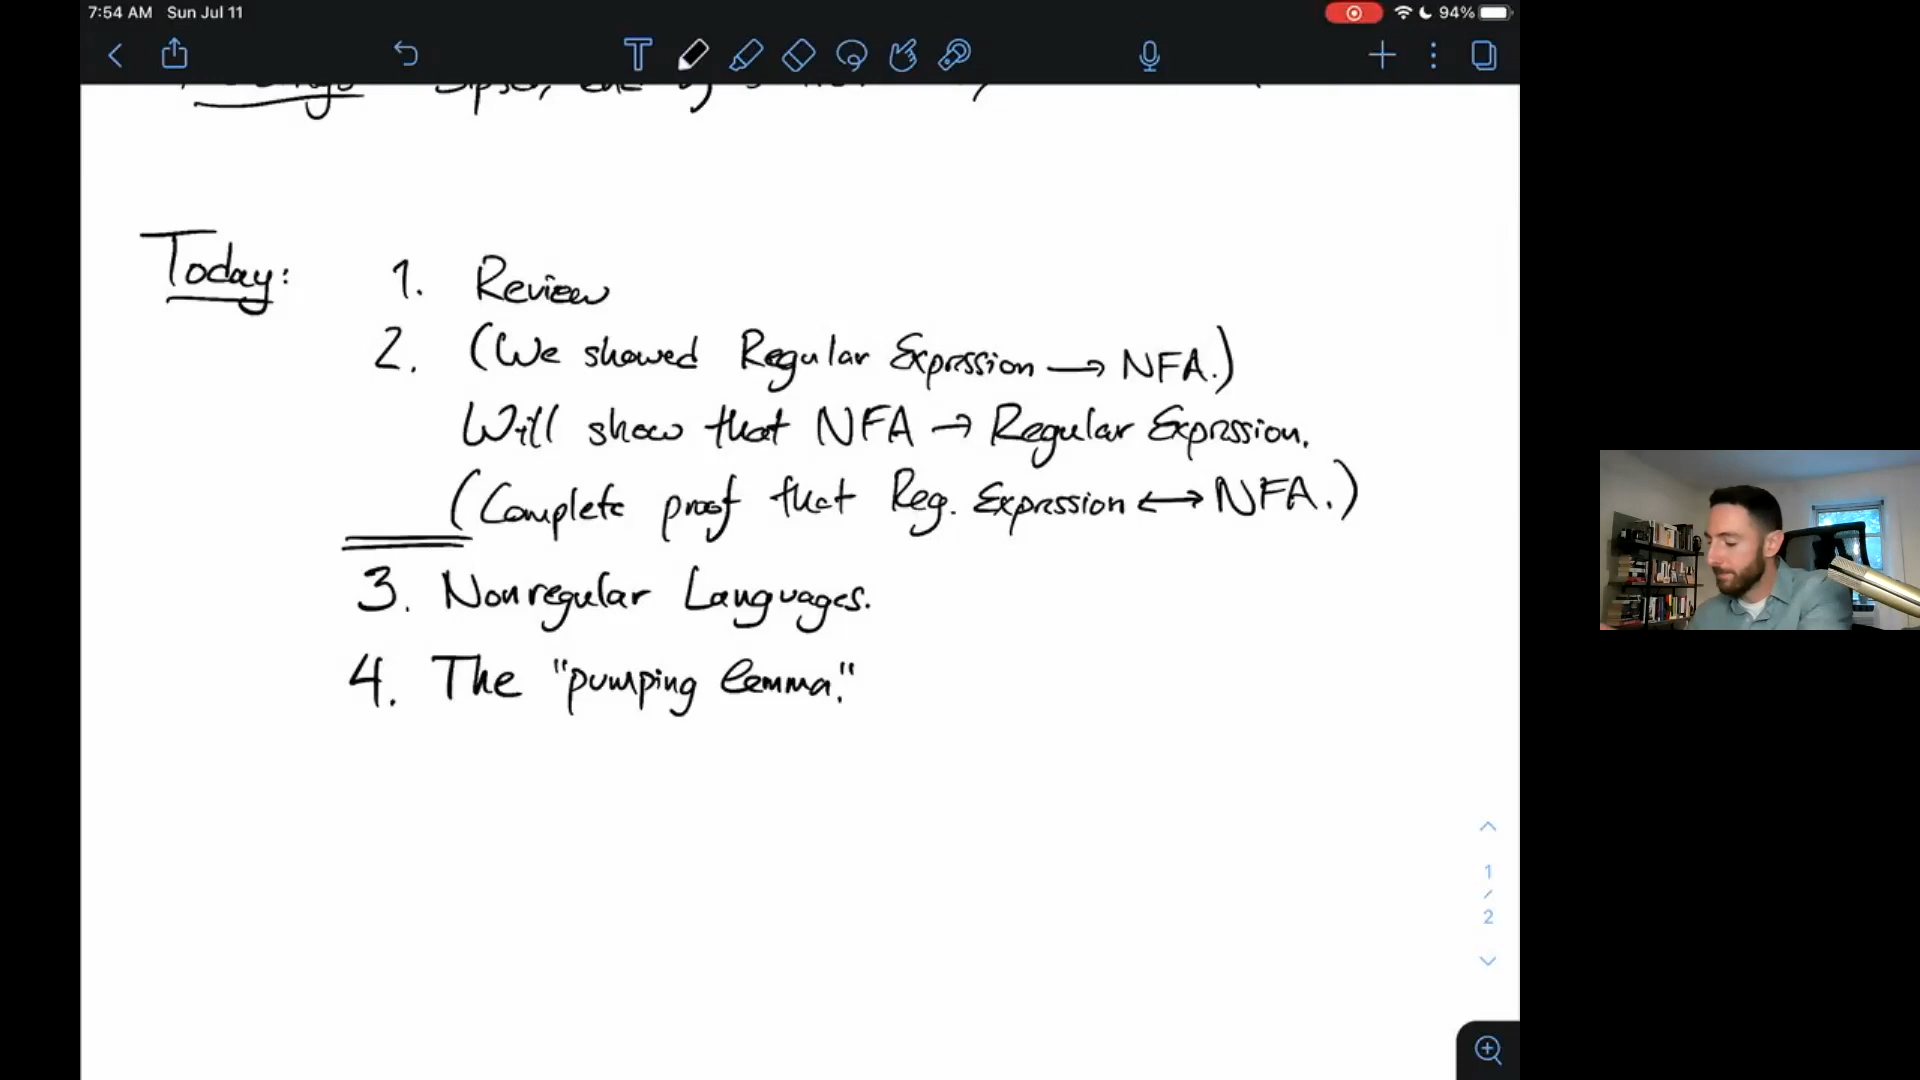 7:54 AM Sun Jul 11
94%
Today:
1. Review
2. (We showed Regular Expression → NFA.)
Will show that NFA → Regular Expression.
(Complete proof that Reg. Expression ↔ NFA.)
3. Nonregular Languages.
4. The "pumping lemma."
1
/
2